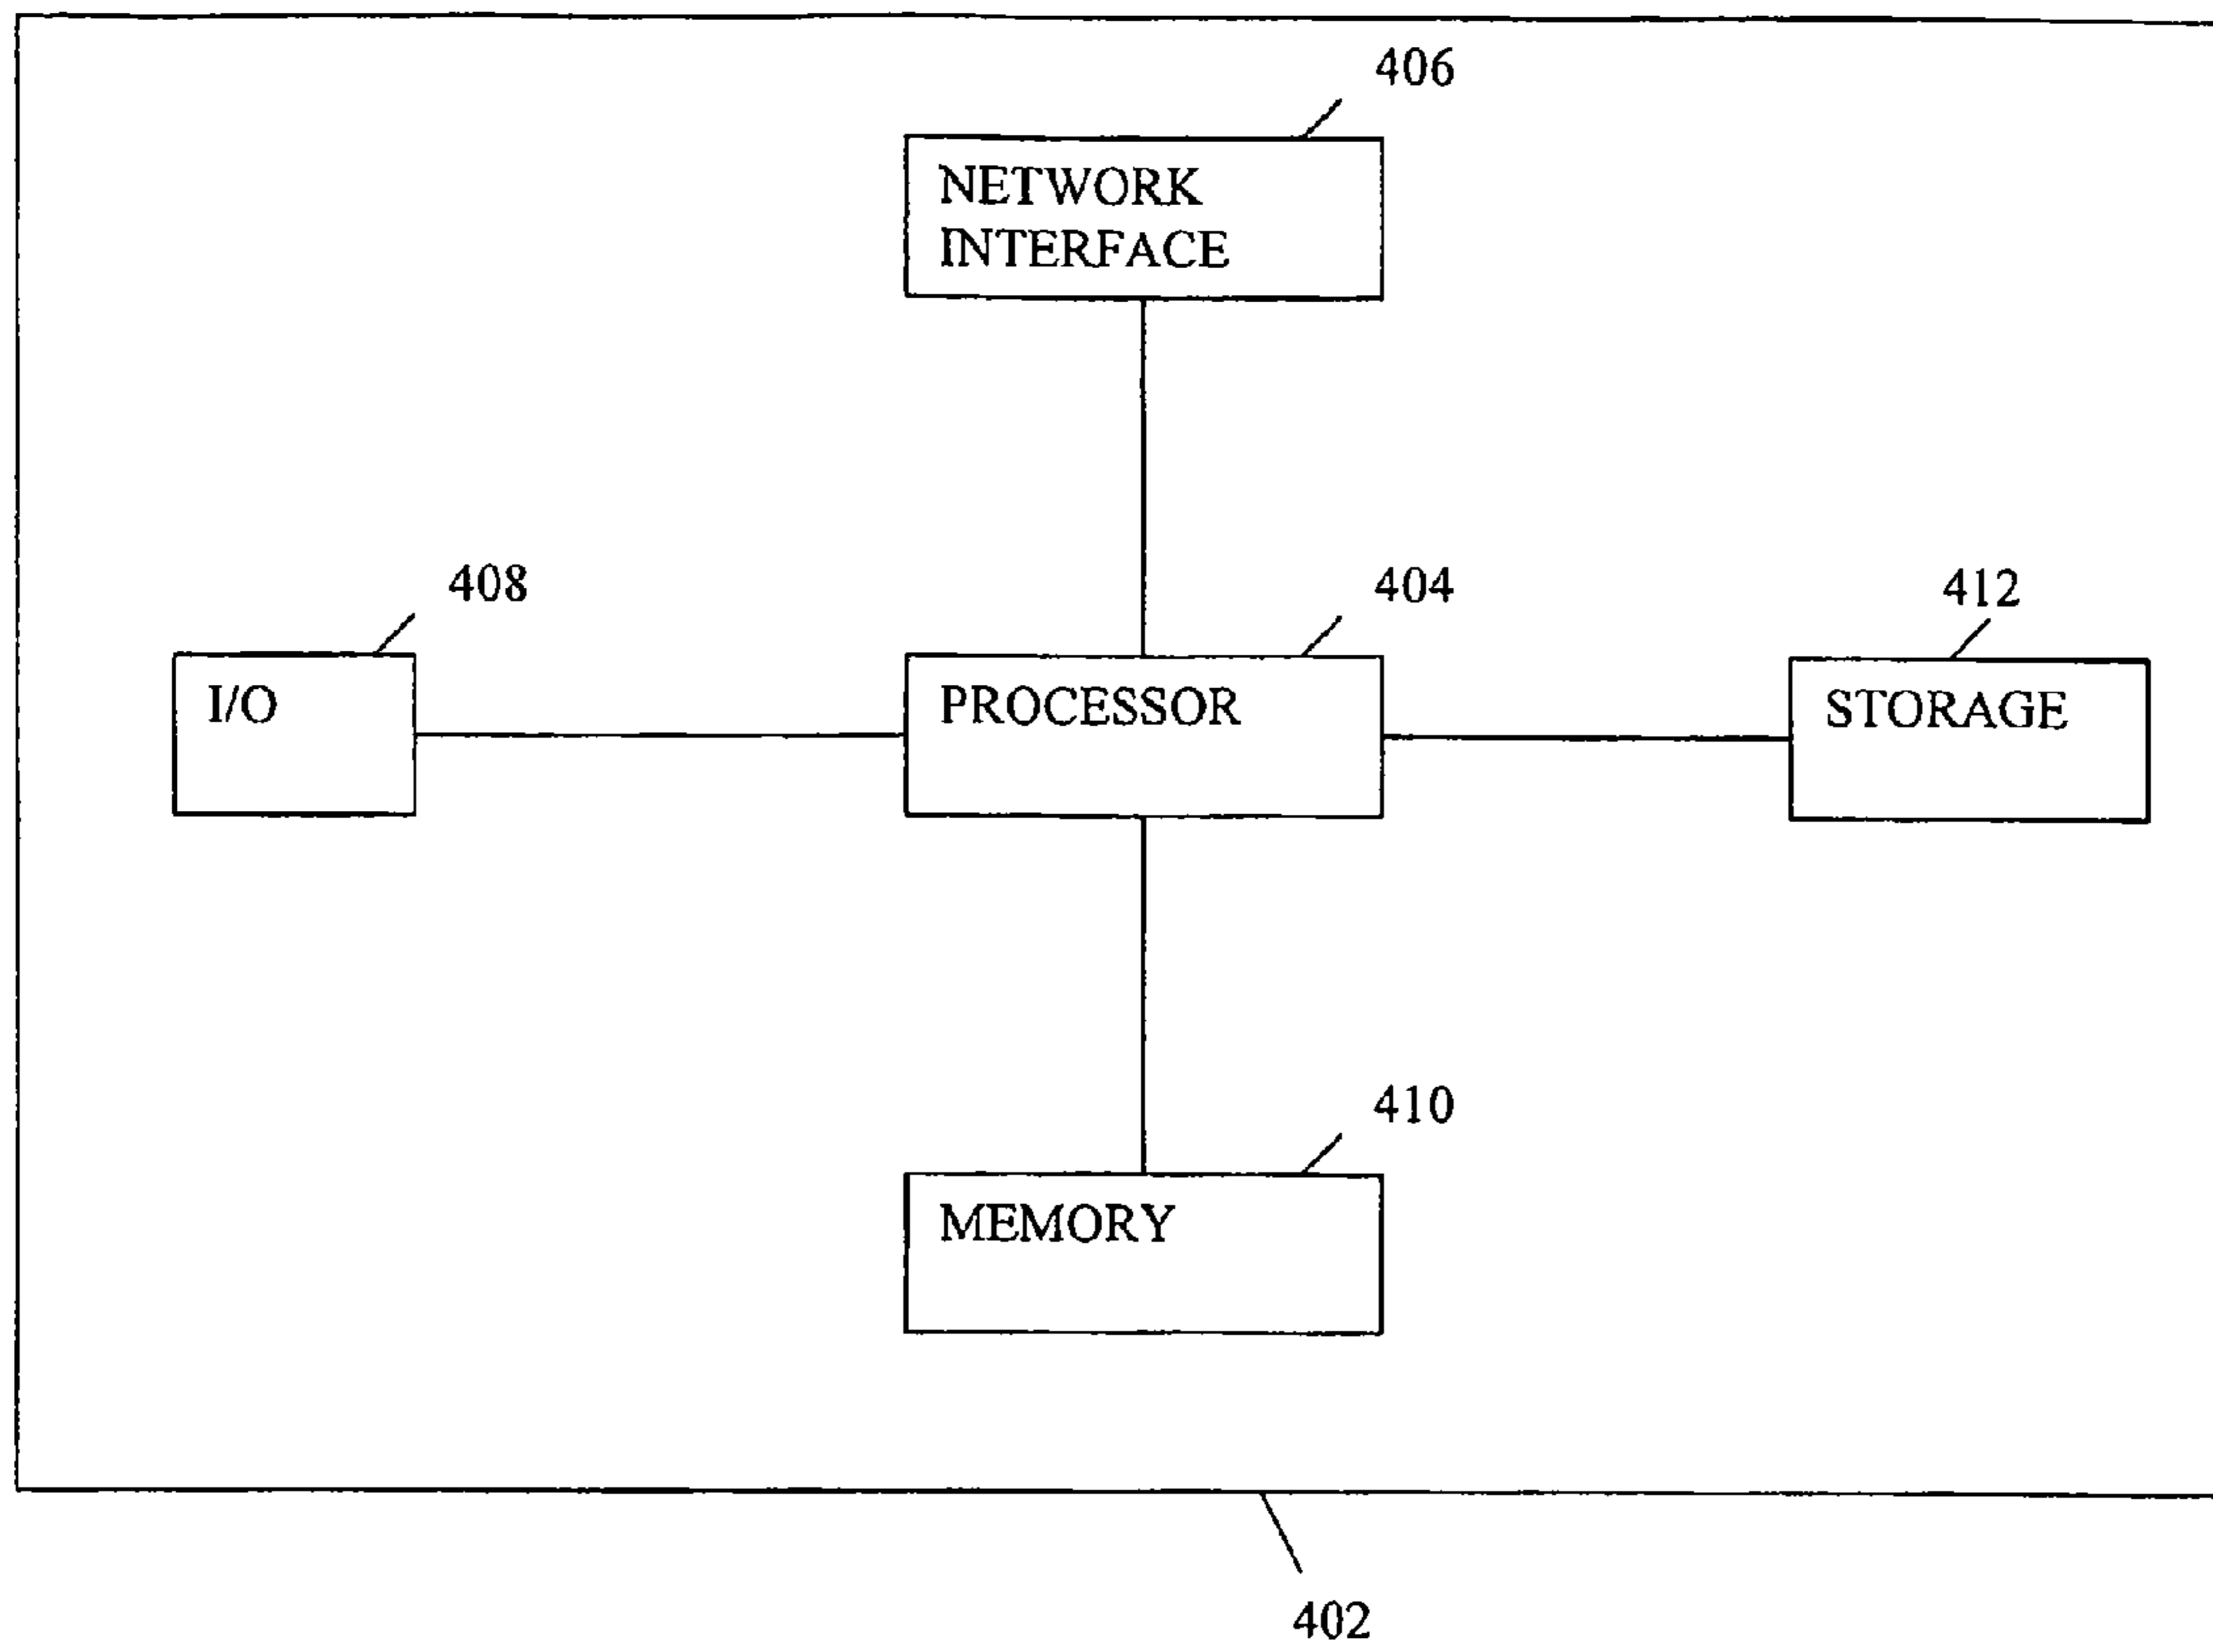 406
NETWORK
INTERFACE
408
404
412
I/O
PROCESSOR
STORAGE
410
MEMORY
402